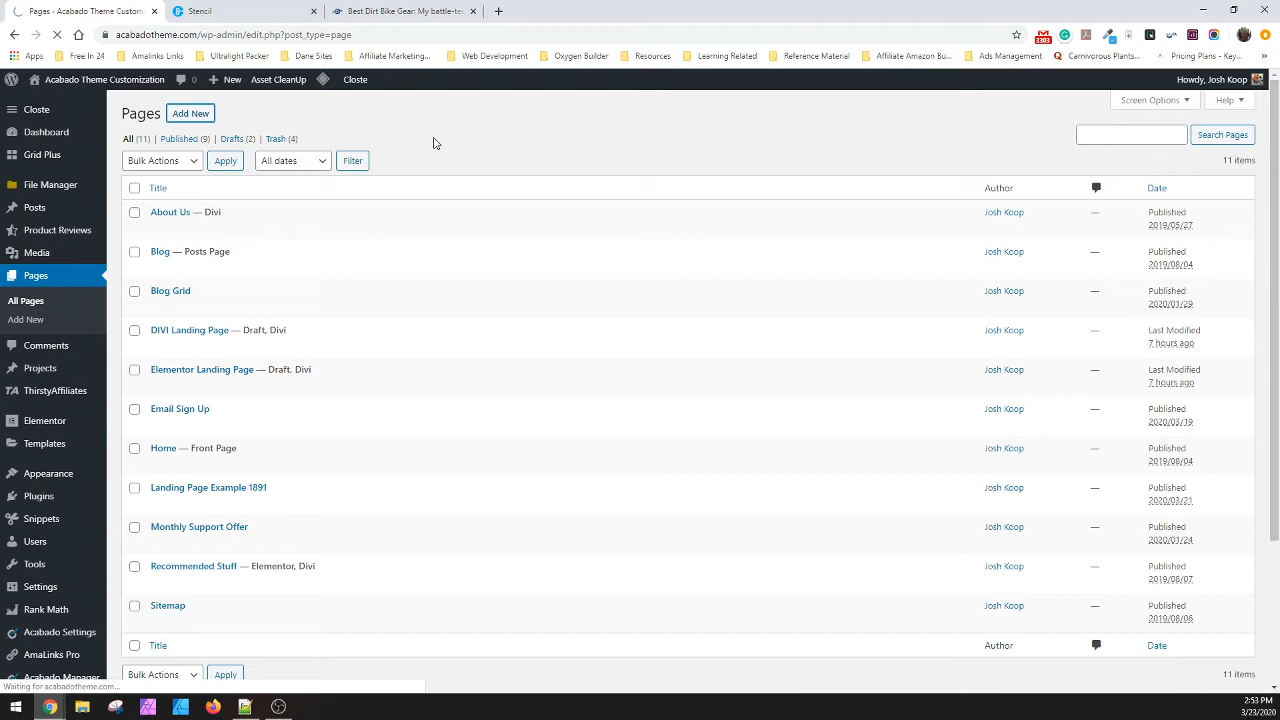 Pages ‹ Acabado Theme Custom
Stencil
Best Dirt Bike Gear: My battle-te
acabadotheme.com/wp-admin/edit.php?post_type=page
Apps
Free In 24
Amalinks Links
Ultralight Packer
Dane Sites
Affiliate Marketing...
Web Development
Oxygen Builder
Resources
Learning Related
Reference Material
Affiliate Amazon Bu...
Ads Management
Carnivorous Plants...
Pricing Plans - Key...
Acabado Theme Customization
0
New
Asset CleanUp
Closte
Howdy, Josh Koop
Closte
Dashboard
Grid Plus
File Manager
Posts
Product Reviews
Media
Pages
All Pages
Add New
Comments
Projects
ThirstyAffiliates
Elementor
Templates
Appearance
Plugins
Snippets
Users
Tools
Settings
Rank Math
Acabado Settings
AmaLinks Pro
Acabado Manager
Pages Add New
Screen Options
Help
All (11) | Published (9) | Drafts (2) | Trash (4)
Search Pages
Bulk Actions
Apply
All dates
Filter
11 items
Title Author Date
About Us — Divi Josh Koop — Published
2019/05/27
Blog — Posts Page Josh Koop — Published
2019/08/04
Blog Grid Josh Koop — Published
2020/01/29
DIVI Landing Page — Draft, Divi Josh Koop — Last Modified
7 hours ago
Elementor Landing Page — Draft, Divi Josh Koop — Last Modified
7 hours ago
Email Sign Up Josh Koop — Published
2020/03/19
Home — Front Page Josh Koop — Published
2019/08/04
Landing Page Example 1891 Josh Koop — Published
2020/03/21
Monthly Support Offer Josh Koop — Published
2020/01/24
Recommended Stuff — Elementor, Divi Josh Koop — Published
2019/08/07
Sitemap Josh Koop — Published
2019/08/06
Title Author Date
Bulk Actions
Apply
11 items
Waiting for acabadotheme.com...
2:53 PM
3/23/2020